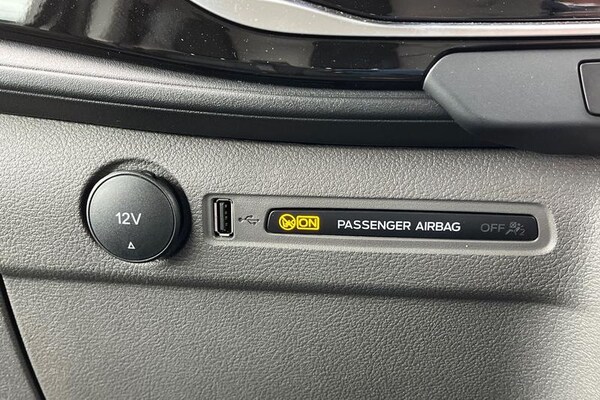 12V
ON PASSENGER AIRBAG OFF